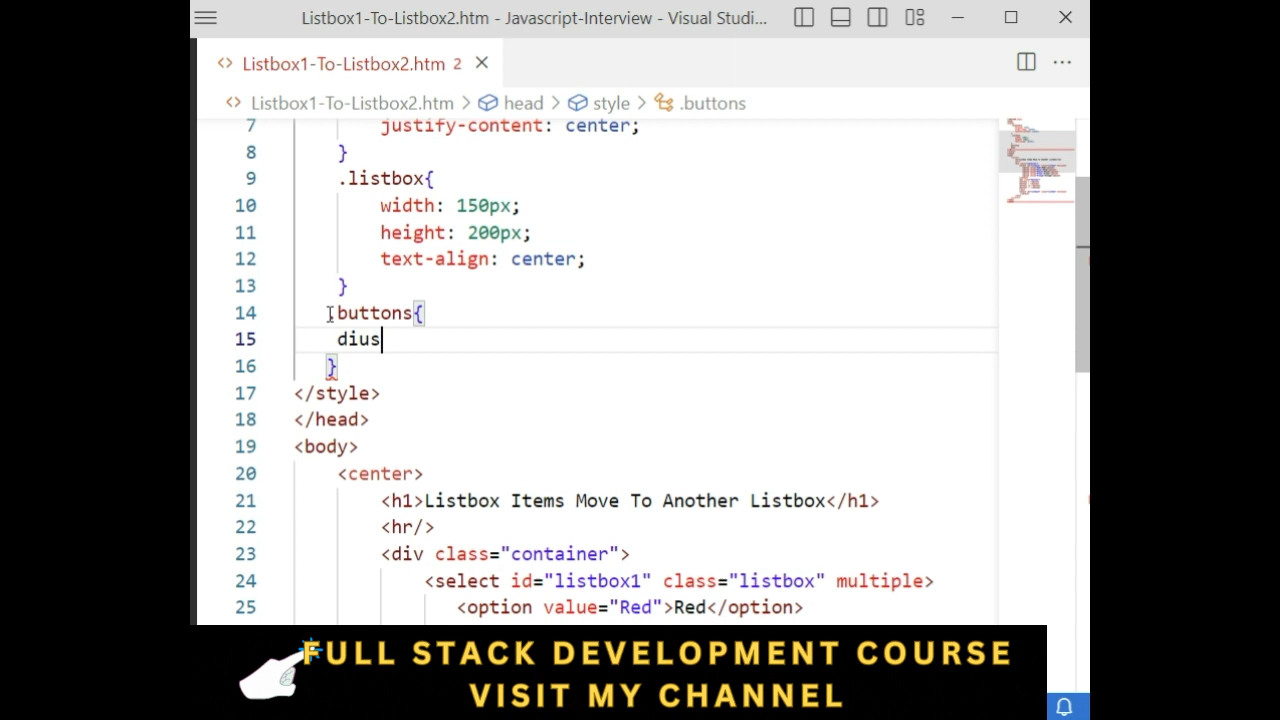 Listbox1-To-Listbox2.htm - Javascript-Interview - Visual Studi...
Listbox1-To-Listbox2.htm 2
Listbox1-To-Listbox2.htm > head > style > .buttons
7 justify-content: center;
8 }
9 .listbox{
10 width: 150px;
11 height: 200px;
12 text-align: center;
13 }
14 .buttons{
15 dius
16 }
17 </style>
18 </head>
19 <body>
20 <center>
21 <h1>Listbox Items Move To Another Listbox</h1>
22 <hr/>
23 <div class="container">
24 <select id="listbox1" class="listbox" multiple>
25 <option value="Red">Red</option>
FULL STACK DEVELOPMENT COURSE
VISIT MY CHANNEL